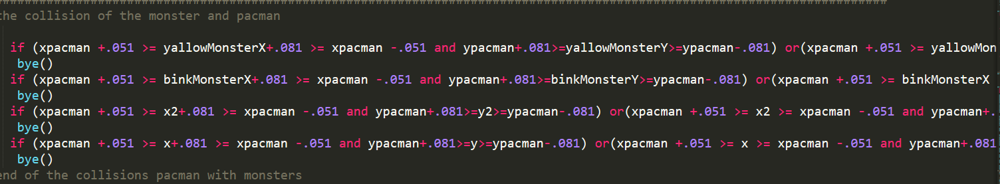 the collision of the monster and pacman
if (xpacman +.051 >= yallowMonsterX+.081 >= xpacman -.051 and ypacman+.081>=yallowMonsterY>=ypacman-.081) or(xpacman +.051 >= yallowMon
bye()
if (xpacman +.051 >= binkMonsterX+.081 >= xpacman -.051 and ypacman+.081>=binkMonsterY>=ypacman-.081) or(xpacman +.051 >= binkMonsterX
bye()
if (xpacman +.051 >= x2+.081 >= xpacman -.051 and ypacman+.081>=y2>=ypacman-.081) or(xpacman +.051 >= x2 >= xpacman -.051 and ypacman+.
bye()
if (xpacman +.051 >= x+.081 >= xpacman -.051 and ypacman+.081>=y>=ypacman-.081) or(xpacman +.051 >= x >= xpacman -.051 and ypacman+.081
bye()
end of the collisions pacman with monsters